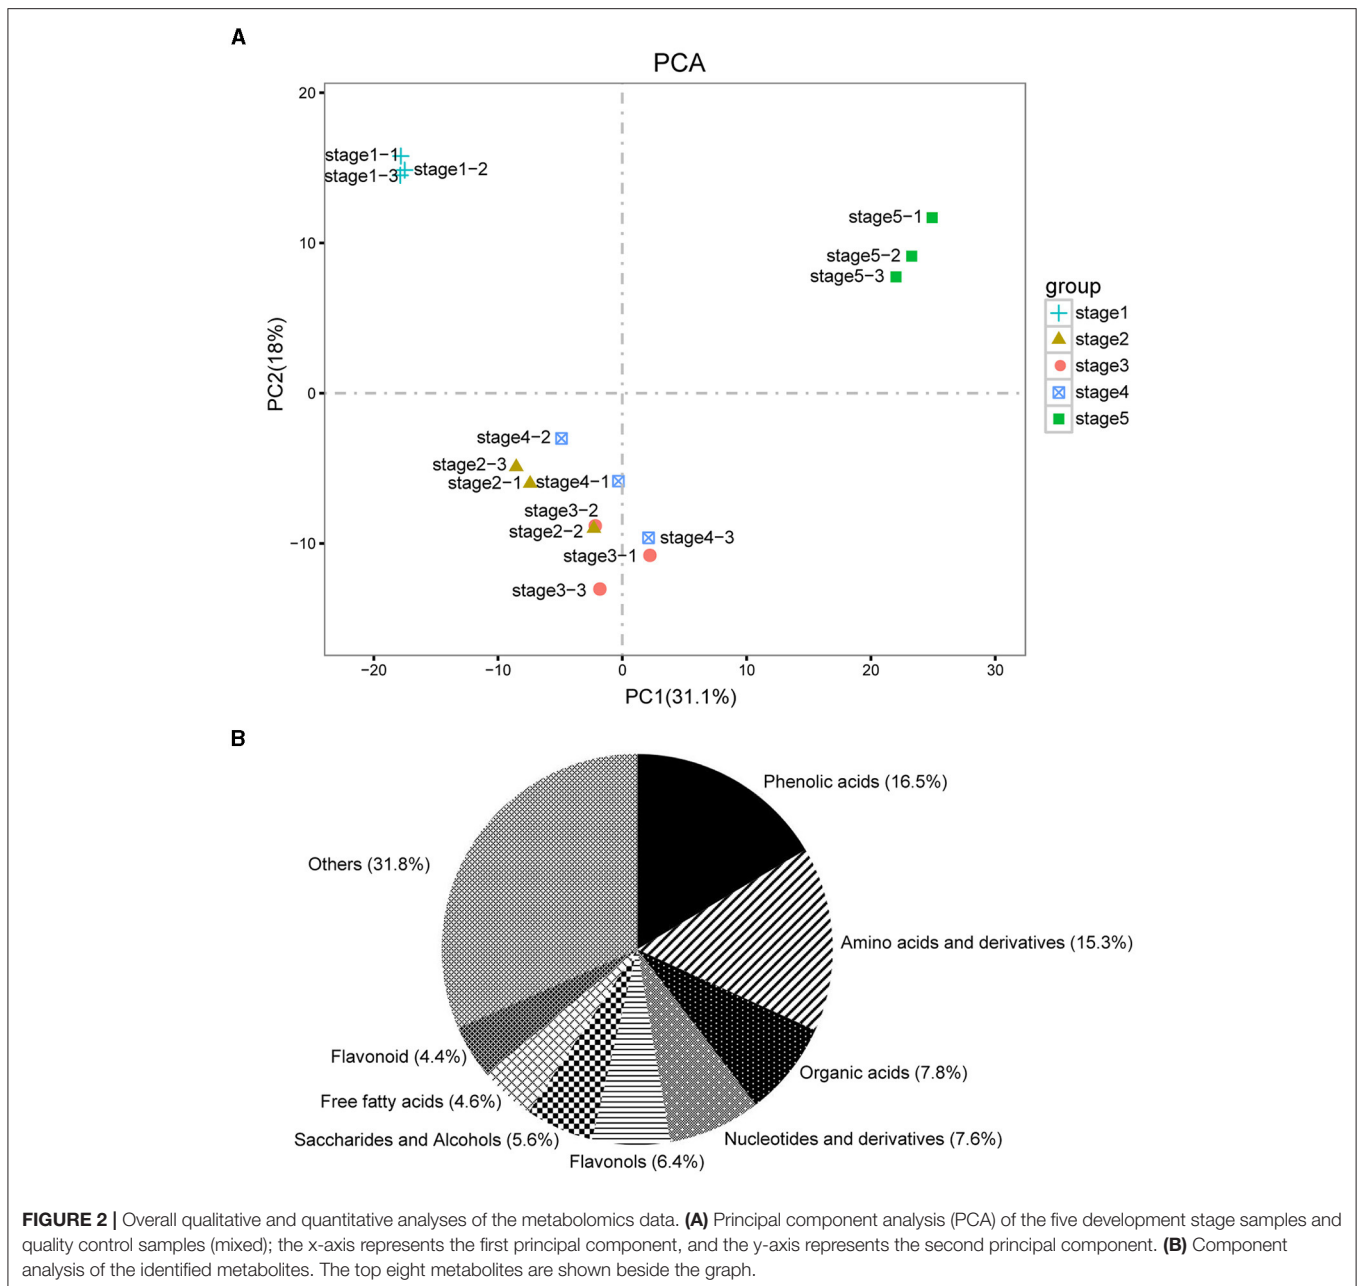 A
PCA
20
10
0
−10
PC2(18%)
stage1−1
stage1−2
stage1−3
stage5−1
stage5−2
stage5−3
stage4−2
stage2−3
stage2−1
stage4−1
stage3−2
stage2−2
stage4−3
stage3−1
stage3−3
−20
−10
0
10
20
30
PC1(31.1%)
group
stage1
stage2
stage3
stage4
stage5
B
Phenolic acids (16.5%)
Others (31.8%)
Amino acids and derivatives (15.3%)
Flavonoid (4.4%)
Organic acids (7.8%)
Free fatty acids (4.6%)
Saccharides and Alcohols (5.6%)
Nucleotides and derivatives (7.6%)
Flavonols (6.4%)
FIGURE 2 | Overall qualitative and quantitative analyses of the metabolomics data. (A) Principal component analysis (PCA) of the five development stage samples and
quality control samples (mixed); the x-axis represents the first principal component, and the y-axis represents the second principal component. (B) Component
analysis of the identified metabolites. The top eight metabolites are shown beside the graph.